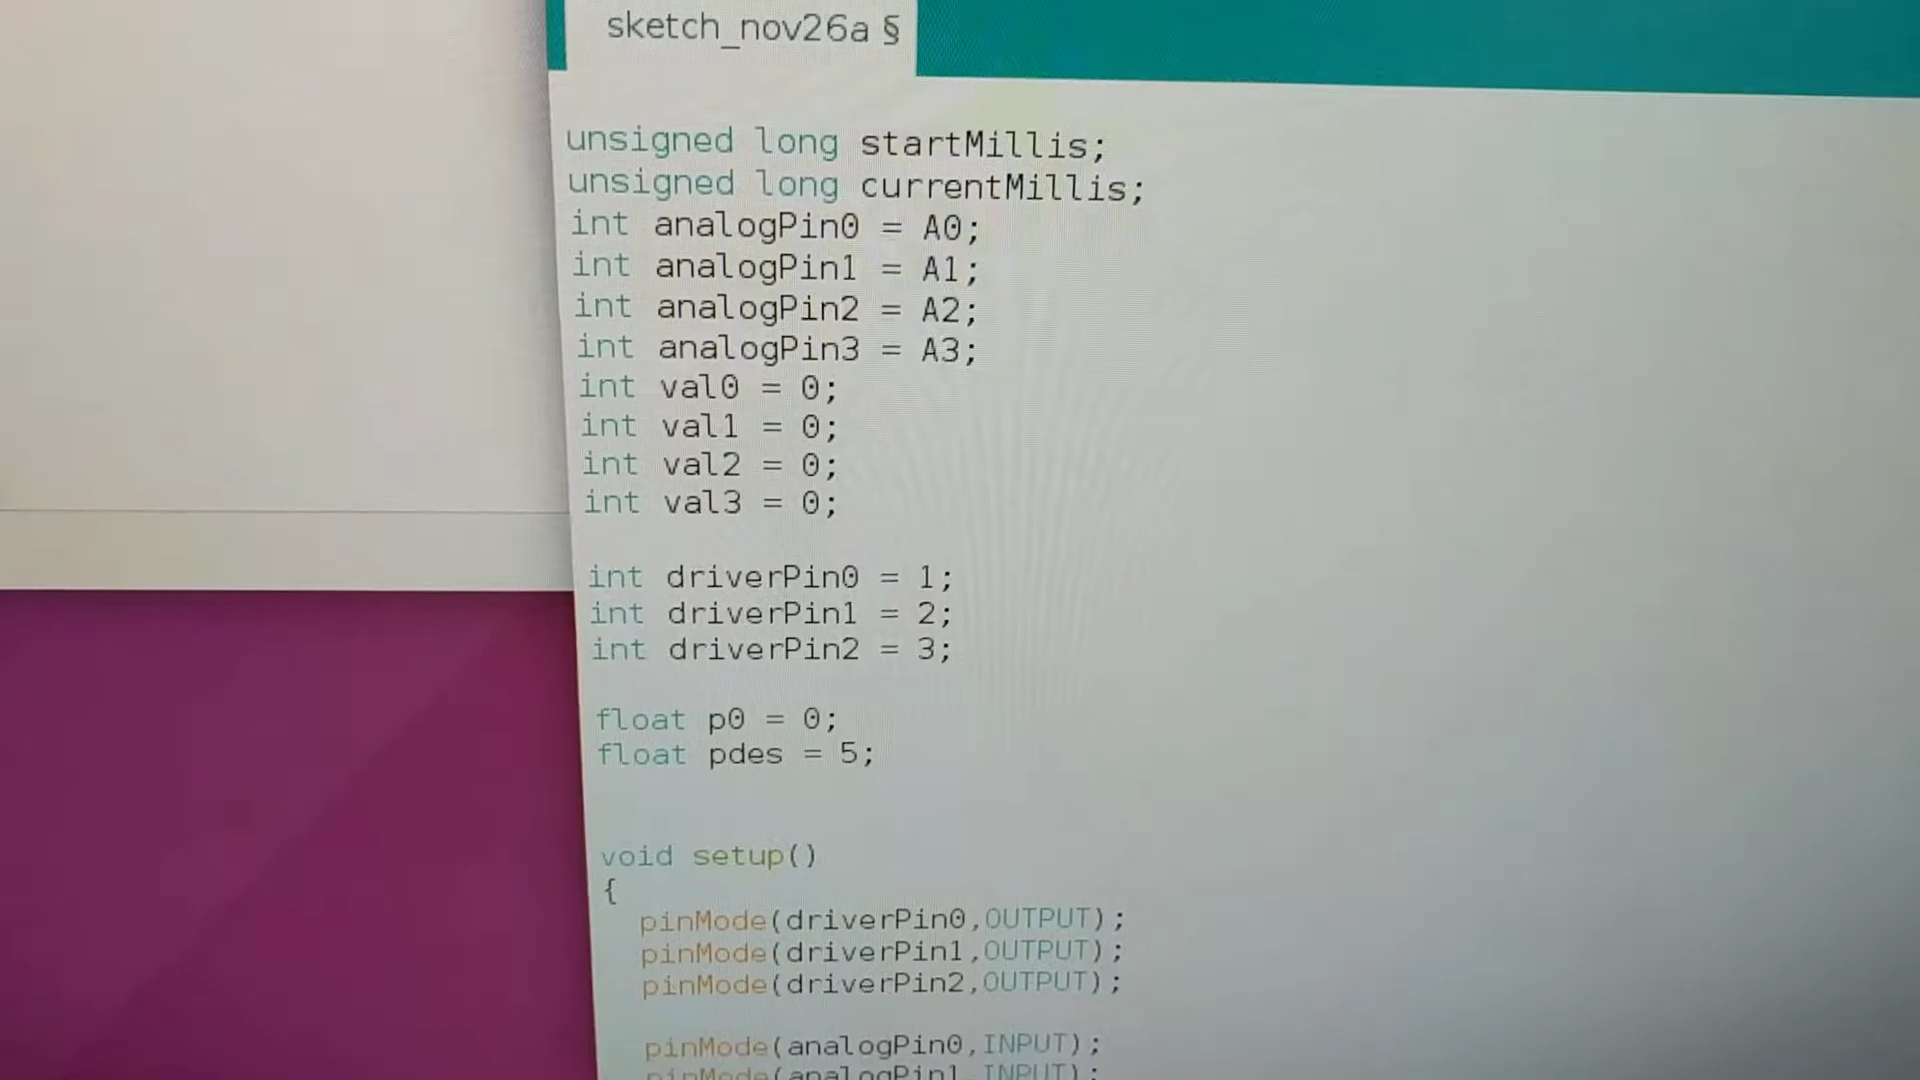 sketch_nov26a §
unsigned long startMillis;
unsigned long currentMillis;
int analogPin0 = A0;
int analogPin1 = A1;
int analogPin2 = A2;
int analogPin3 = A3;
int val0 = 0;
int val1 = 0;
int val2 = 0;
int val3 = 0;
int driverPin0 = 1;
int driverPin1 = 2;
int driverPin2 = 3;
float p0 = 0;
float pdes = 5;
void setup()
{
pinMode(driverPin0,OUTPUT);
pinMode(driverPin1,OUTPUT);
pinMode(driverPin2,OUTPUT);
pinMode(analogPin0,INPUT);
pinMode(analogPin1,INPUT);